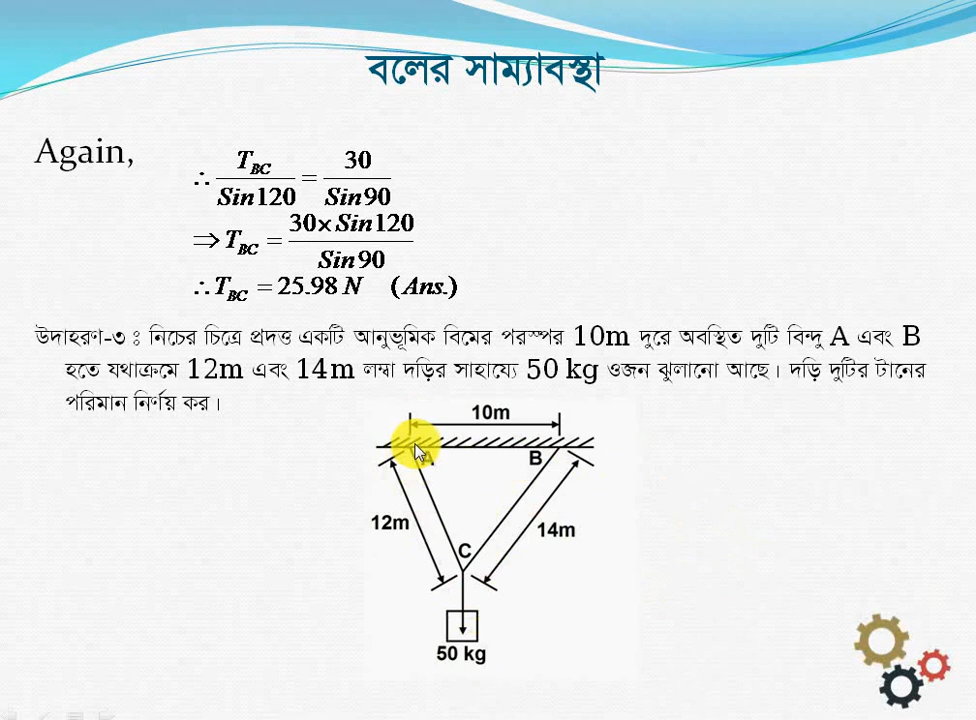 বলের সাম্যাবস্থা
Again,
∴ T_BC / Sin120 = 30 / Sin90
⇒ T_BC = 30×Sin120 / Sin90
∴ T_BC = 25.98 N (Ans.)
উদাহরণ-৩ : নিচের চিত্রে প্রদত্ত একটি আনুভূমিক বিমের পরস্পর 10m দুরে অবস্থিত দুটি বিন্দু A এবং B
হতে যথাক্রমে 12m এবং 14m লম্বা দড়ির সাহায্যে 50 kg ওজন ঝুলানো আছে। দড়ি দুটির টানের
পরিমান নির্ণয় কর।
10m
A B
12m 14m
C
50 kg